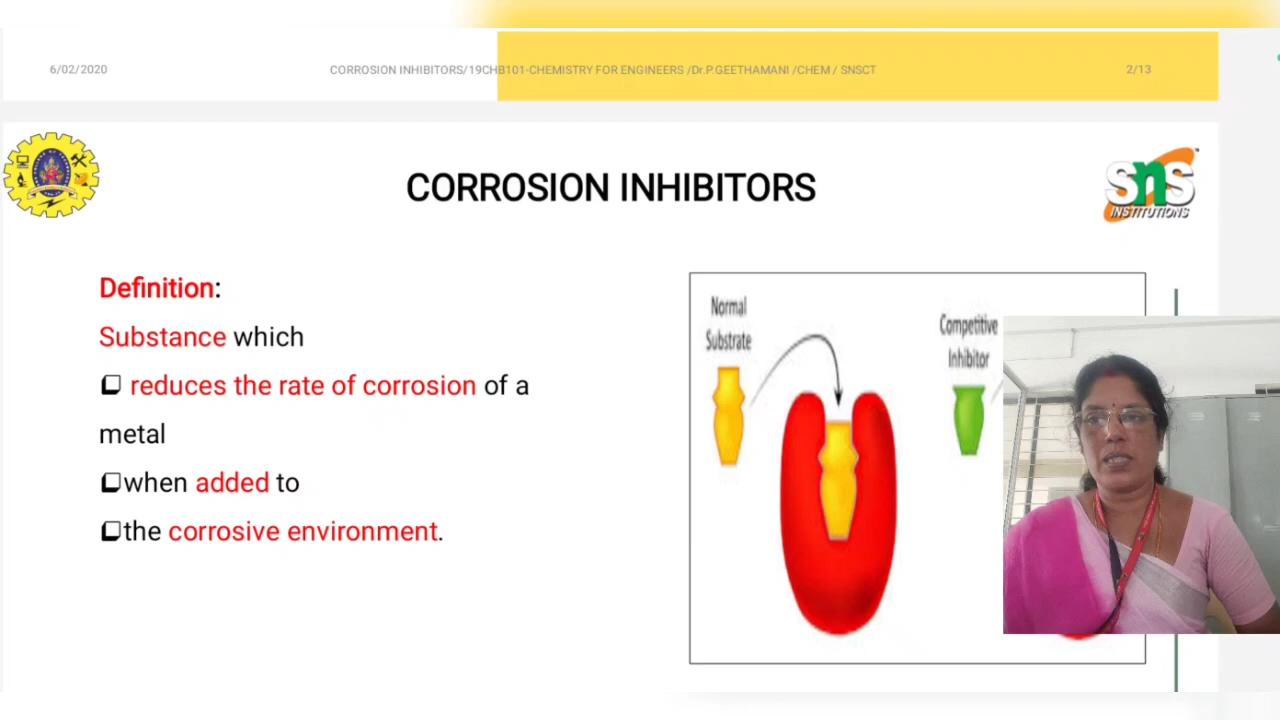 6/02/2020 CORROSION INHIBITORS/19CHB101-CHEMISTRY FOR ENGINEERS /Dr.P.GEETHAMANI /CHEM / SNSCT 2/13
CORROSION INHIBITORS
SNS
INSTITUTIONS
Definition:
Substance which
❑ reduces the rate of corrosion of a
metal
❑when added to
❑the corrosive environment.
Normal
Substrate
Competitive
Inhibitor